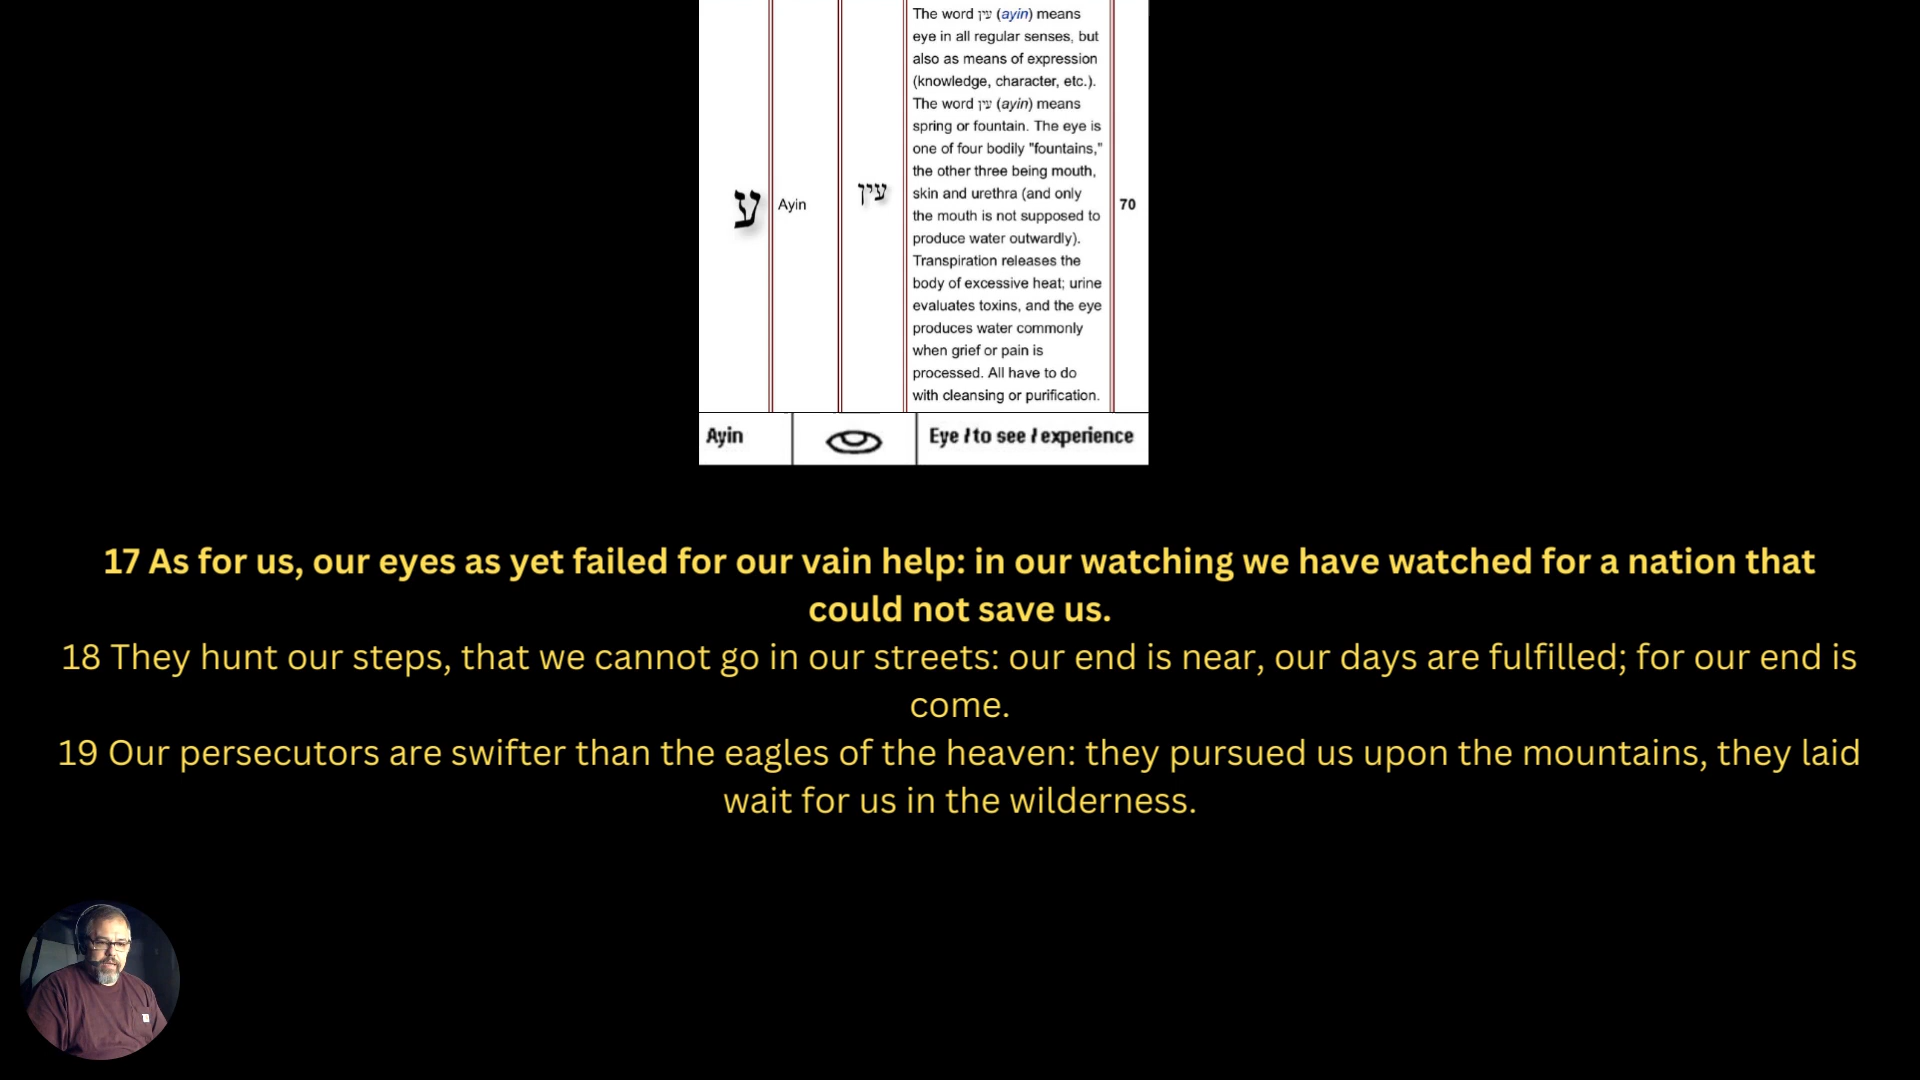 The word עין (ayin) means
eye in all regular senses, but
also as means of expression
(knowledge, character, etc.).
The word עין (ayin) means
spring or fountain. The eye is
one of four bodily "fountains,"
the other three being mouth,
skin and urethra (and only
the mouth is not supposed to
produce water outwardly).
Transpiration releases the
body of excessive heat; urine
evaluates toxins, and the eye
produces water commonly
when grief or pain is
processed. All have to do
with cleansing or purification.
ע
Ayin
עין
70
Ayin
Eye / to see / experience
17 As for us, our eyes as yet failed for our vain help: in our watching we have watched for a nation that
could not save us.
18 They hunt our steps, that we cannot go in our streets: our end is near, our days are fulfilled; for our end is
come.
19 Our persecutors are swifter than the eagles of the heaven: they pursued us upon the mountains, they laid
wait for us in the wilderness.